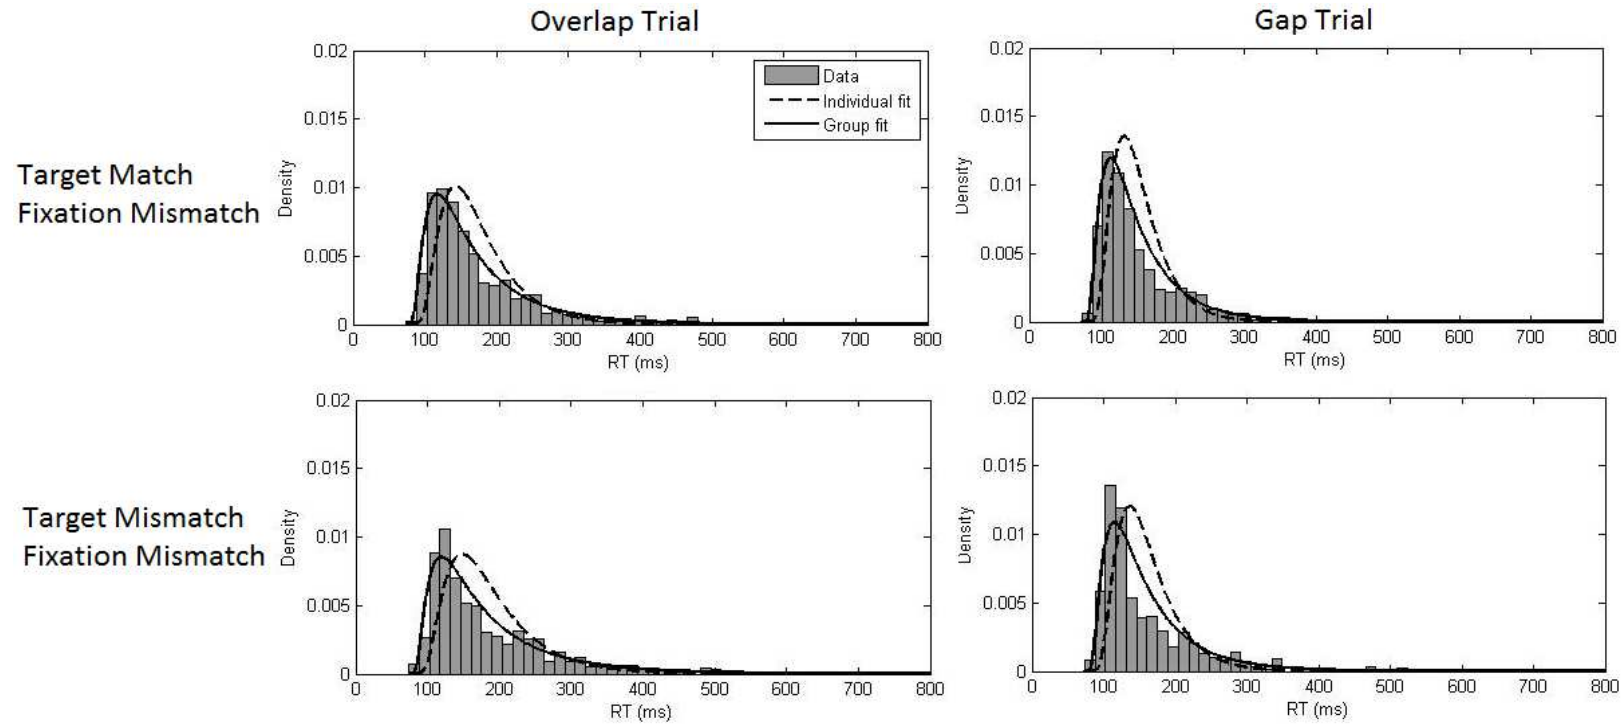 Overlap Trial
Gap Trial
Target Match
Fixation Mismatch
Density
0.02
0.015
0.01
0.005
0
0 100 200 300 400 500 600 700 800
RT (ms)
Data
Individual fit
Group fit
Density
0.02
0.015
0.01
0.005
0
0 100 200 300 400 500 600 700 800
RT (ms)
Target Mismatch
Fixation Mismatch
Density
0.02
0.015
0.01
0.005
0
0 100 200 300 400 500 600 700 800
RT (ms)
Density
0.02
0.015
0.01
0.005
0
0 100 200 300 400 500 600 700 800
RT (ms)